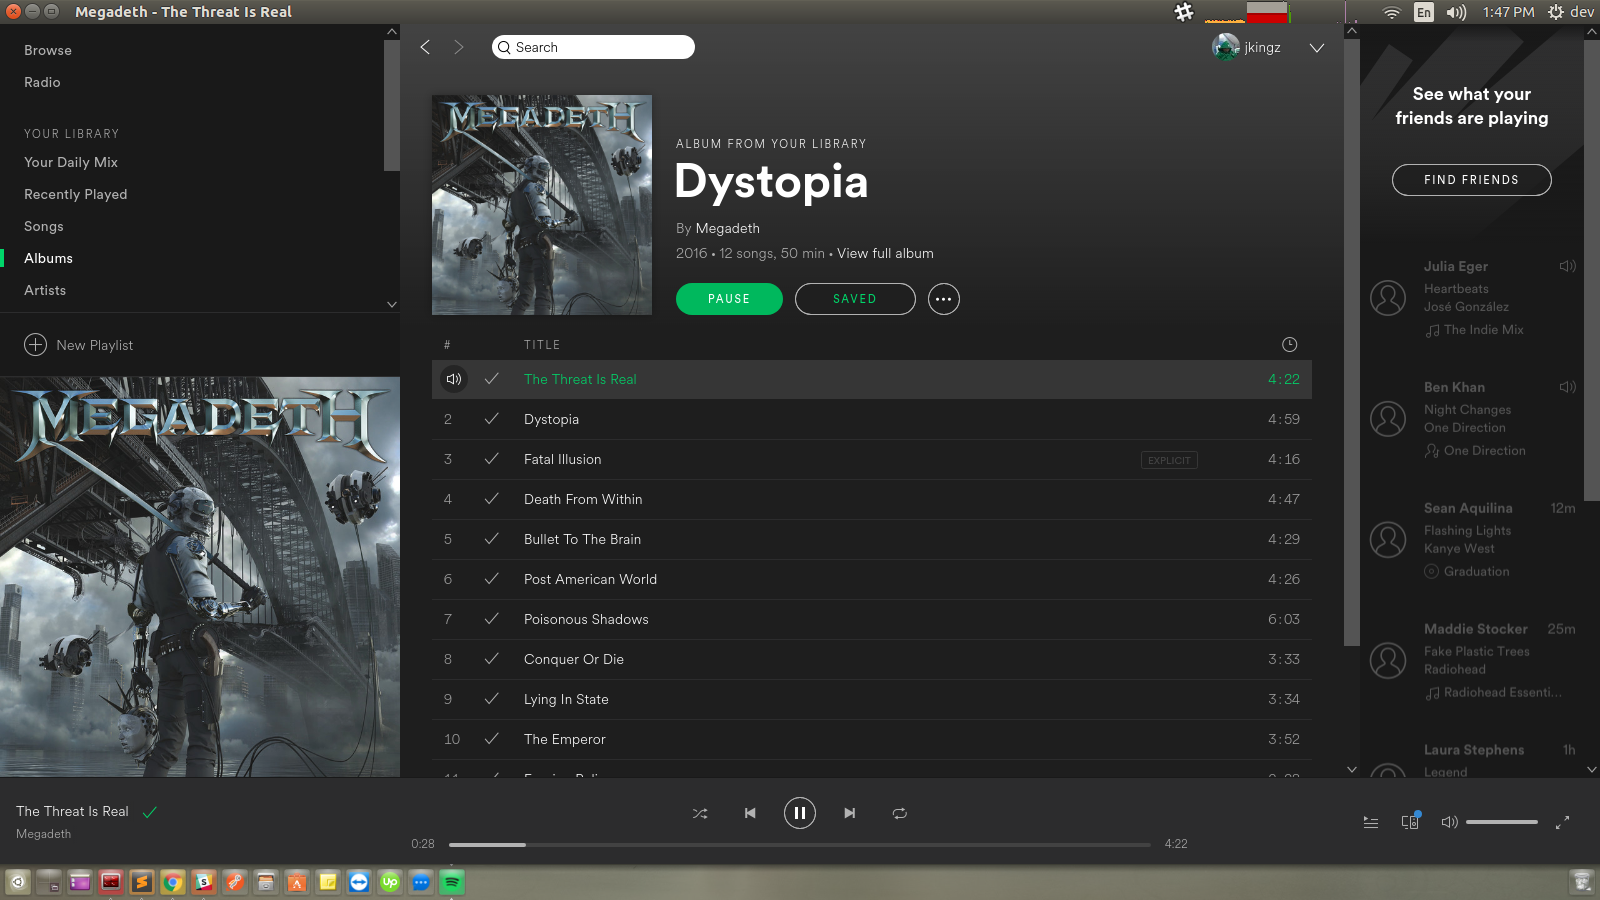 Megadeth - The Threat Is Real
En
1:47 PM
dev
Browse
Radio
YOUR LIBRARY
Your Daily Mix
Recently Played
Songs
Albums
Artists
New Playlist
MEGADETH
Search
jkingz
MEGADETH
ALBUM FROM YOUR LIBRARY
Dystopia
By Megadeth
2016 • 12 songs, 50 min • View full album
PAUSE
SAVED
# TITLE
The Threat Is Real 4:22
2 Dystopia 4:59
3 Fatal Illusion EXPLICIT 4:16
4 Death From Within 4:47
5 Bullet To The Brain 4:29
6 Post American World 4:26
7 Poisonous Shadows 6:03
8 Conquer Or Die 3:33
9 Lying In State 3:34
10 The Emperor 3:52
See what your
friends are playing
FIND FRIENDS
Julia Eger
Heartbeats
José González
The Indie Mix
Ben Khan
Night Changes
One Direction
One Direction
Sean Aquilina 12m
Flashing Lights
Kanye West
Graduation
Maddie Stocker 25m
Fake Plastic Trees
Radiohead
Radiohead Essenti...
Laura Stephens 1h
Legend
The Threat Is Real
Megadeth
0:28
4:22
Up